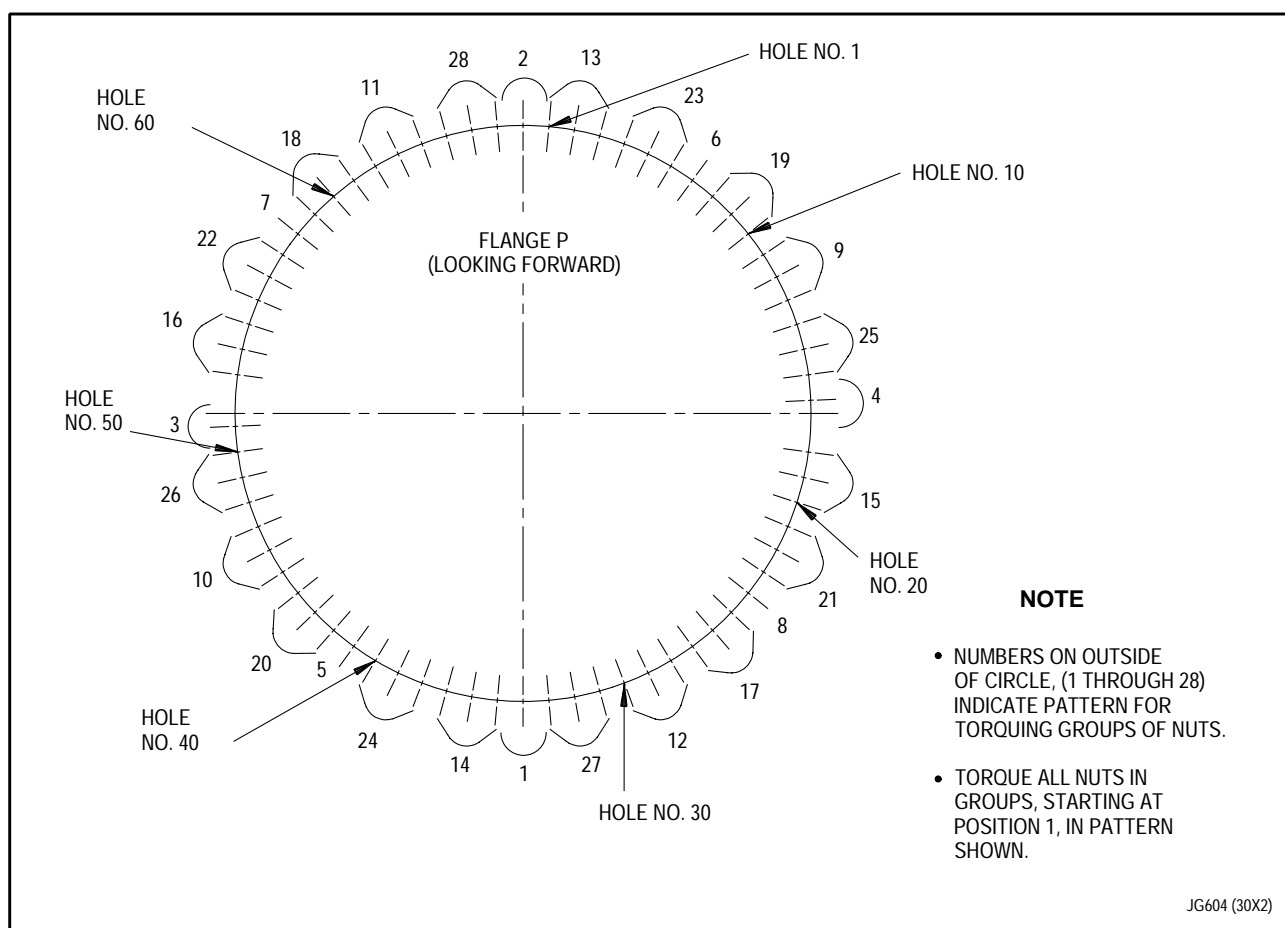 HOLE NO. 1
2
13
28
11
23
HOLE
NO. 60
18
6
19
HOLE NO. 10
7
22
FLANGE P
(LOOKING FORWARD)
9
16
25
HOLE
NO. 50
3
4
26
15
10
HOLE
NO. 20
21
20
5
8
17
HOLE
NO. 40
24
14
1
27
12
HOLE NO. 30
NOTE
• NUMBERS ON OUTSIDE
OF CIRCLE, (1 THROUGH 28)
INDICATE PATTERN FOR
TORQUING GROUPS OF NUTS.
• TORQUE ALL NUTS IN
GROUPS, STARTING AT
POSITION 1, IN PATTERN
SHOWN.
JG604 (30X2)